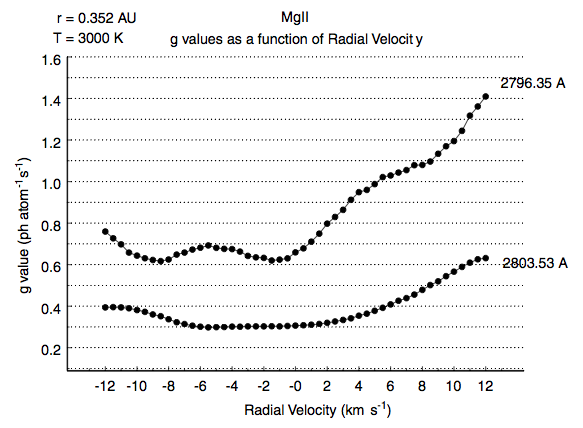 r = 0.352 AU
MgII
T = 3000 K
g values as a function of Radial Velocity
1.6
2796.35 A
1.4
1.2
1.0
0.8
0.6
2803.53 A
0.4
0.2
g value (ph atom⁻¹ s⁻¹)
-12 -10 -8 -6 -4 -2 -0 2 4 6 8 10 12
Radial Velocity (km s⁻¹)